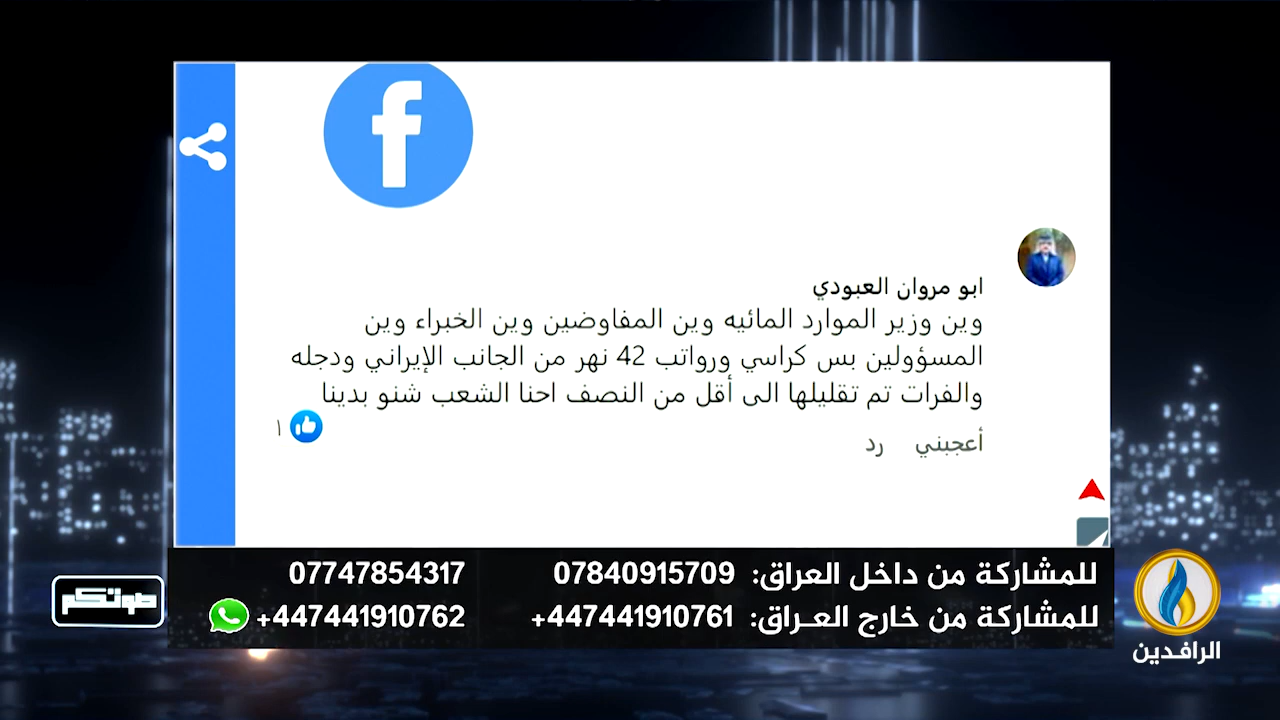 ابو مروان العبودي
وين وزير الموارد المائيه وين المفاوضين وين الخبراء وين
المسؤولين بس كراسي ورواتب 42 نهر من الجانب الإيراني ودجله
والفرات تم تقليلها الى أقل من النصف احنا الشعب شنو بدينا
١
أعجبني رد
للمشاركة من داخل العراق: 07840915709 07747854317
للمشاركة من خارج العـراق: 447441910761+ 447441910762+
صوتكم
الرافدين